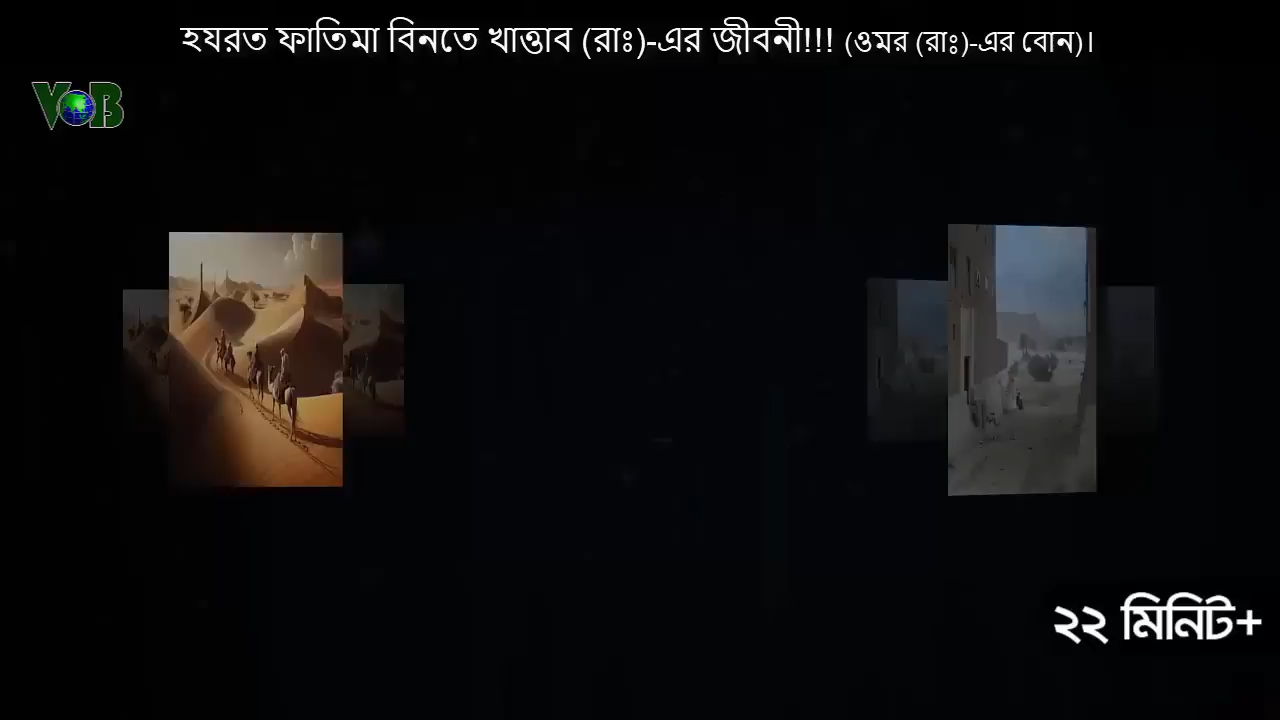 হযরত ফাতিমা বিনতে খাত্তাব (রাঃ)-এর জীবনী!!! (ওমর (রাঃ)-এর বোন)।
VOB
২২ মিনিট+